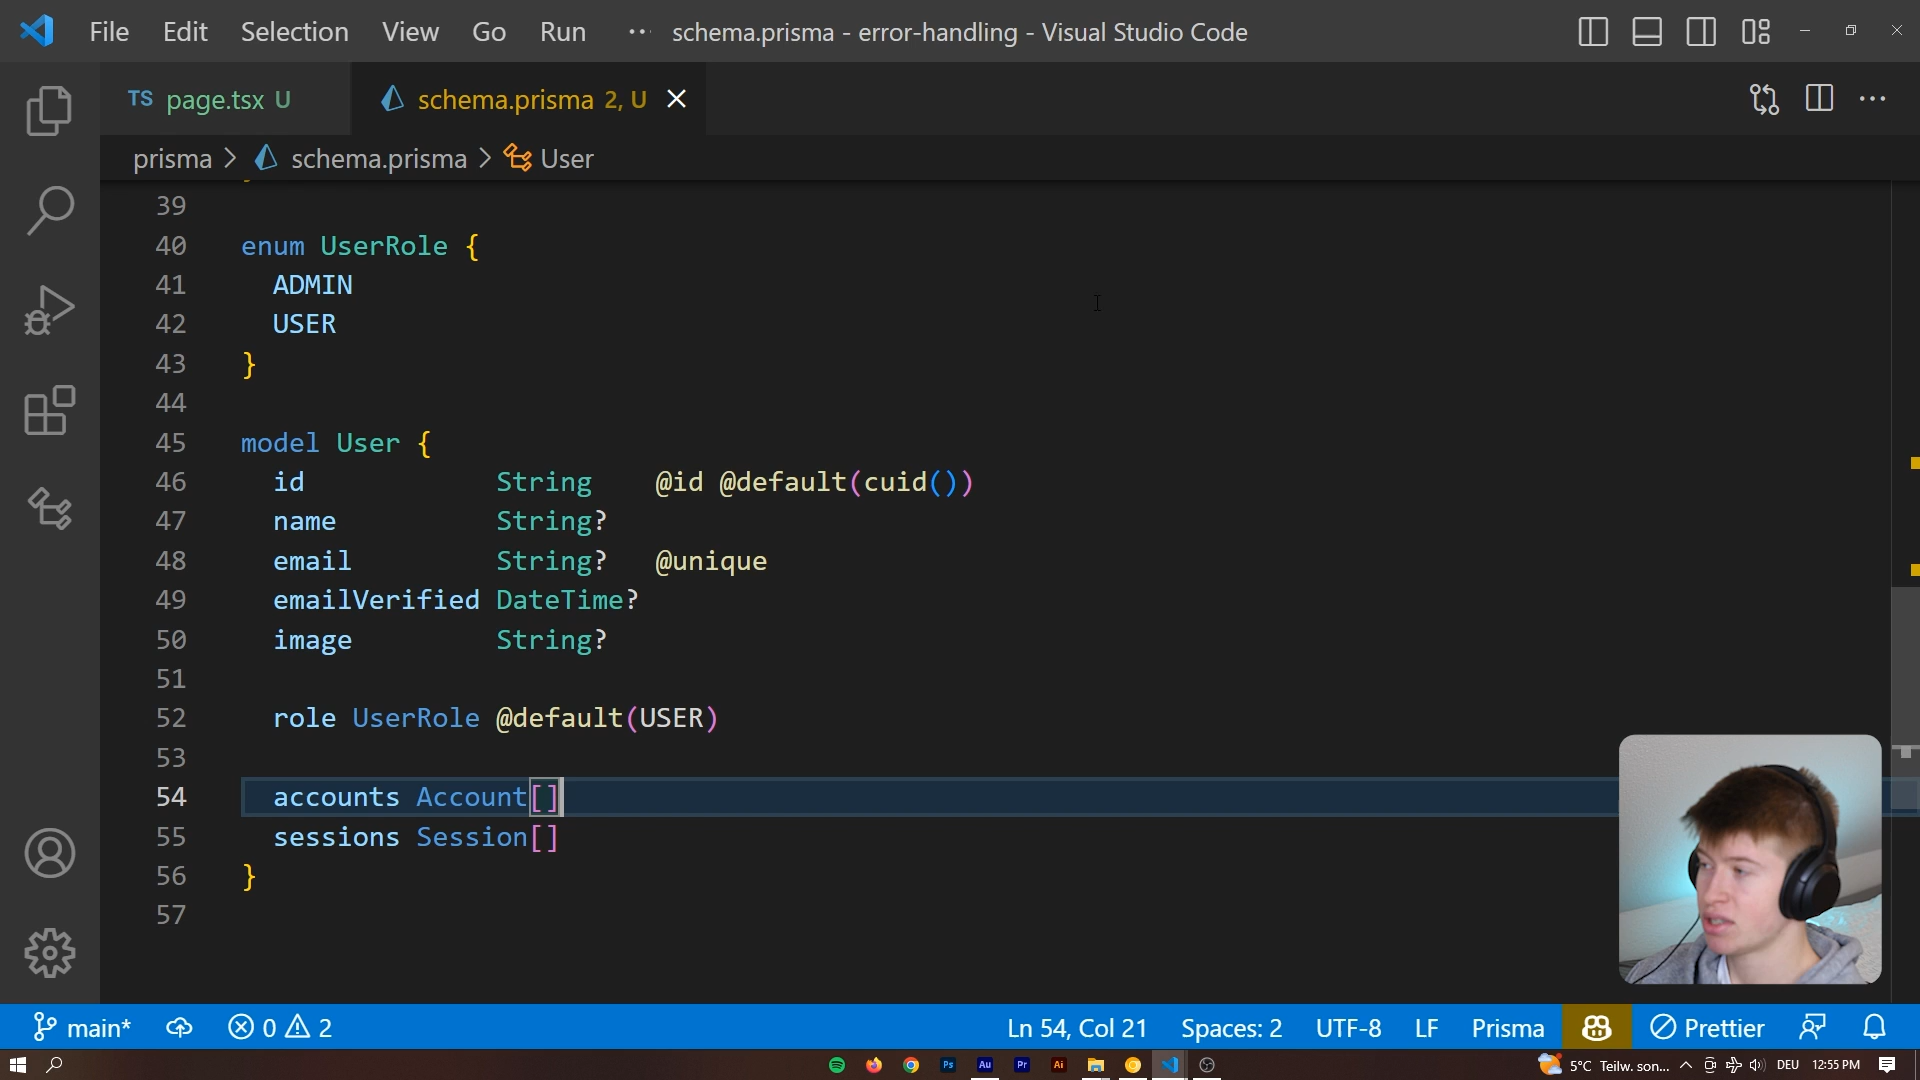 File Edit Selection View Go Run ··· schema.prisma - error-handling - Visual Studio Code
TS page.tsx U schema.prisma 2, U
prisma > schema.prisma > User
39
40 enum UserRole {
41 ADMIN
42 USER
43 }
44
45 model User {
46 id String @id @default(cuid())
47 name String?
48 email String? @unique
49 emailVerified DateTime?
50 image String?
51
52 role UserRole @default(USER)
53
54 accounts Account[]
55 sessions Session[]
56 }
57
main* 0 2 Ln 54, Col 21 Spaces: 2 UTF-8 LF Prisma Prettier
Ps Au Pr Ai 5°C Teilw. son... DEU 12:55 PM